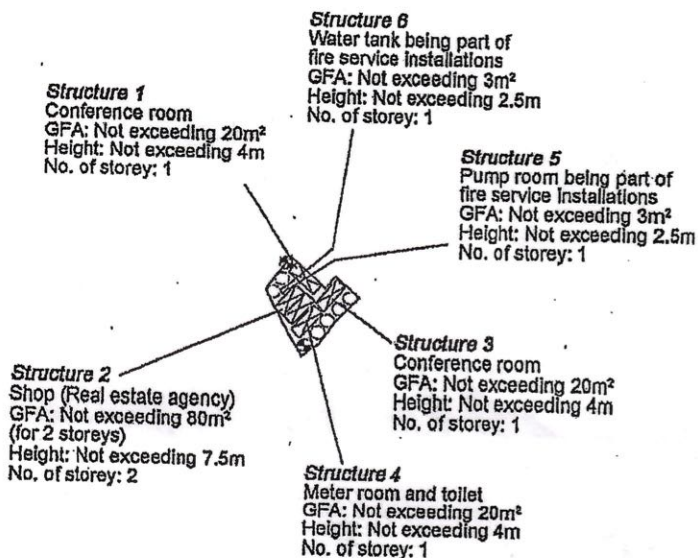 Structure 6
Water tank being part of
fire service installations
GFA: Not exceeding 3m²
Height: Not exceeding 2.5m
No. of storey: 1
Structure 1
Conference room
GFA: Not exceeding 20m²
Height: Not exceeding 4m
No. of storey: 1
Structure 5
Pump room being part of
fire service installations
GFA: Not exceeding 3m²
Height: Not exceeding 2.5m
No. of storey: 1
Structure 3
Conference room
GFA: Not exceeding 20m²
Height: Not exceeding 4m
No. of storey: 1
Structure 2
Shop (Real estate agency)
GFA: Not exceeding 80m²
(for 2 storeys)
Height: Not exceeding 7.5m
No. of storey: 2
Structure 4
Meter room and toilet
GFA: Not exceeding 20m²
Height: Not exceeding 4m
No. of storey: 1